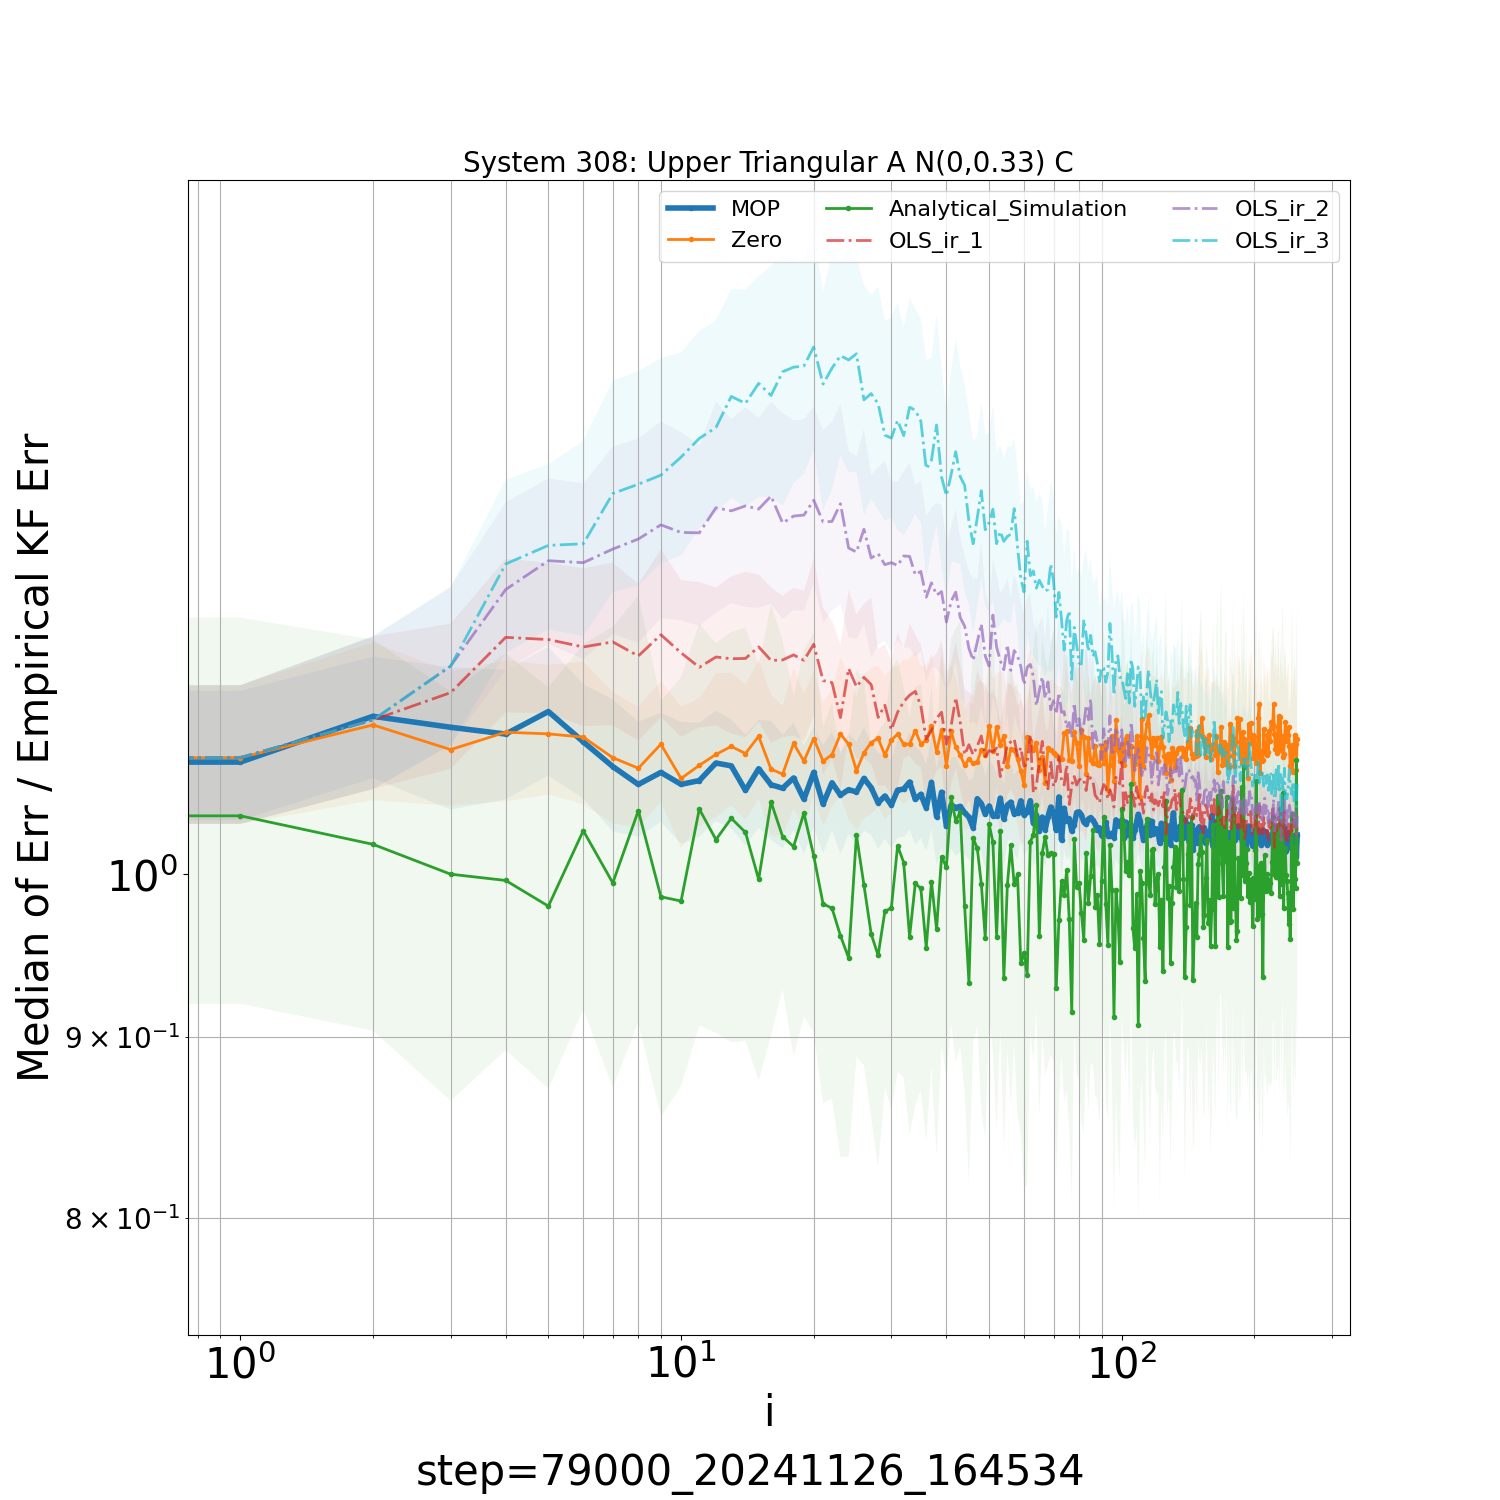 System 308: Upper Triangular A N(0,0.33) C
MOP
Zero
Analytical_Simulation
OLS_ir_1
OLS_ir_2
OLS_ir_3
Median of Err / Empirical KF Err
10⁰
9 × 10⁻¹
8 × 10⁻¹
10⁰ 10¹ 10²
i
step=79000_20241126_164534